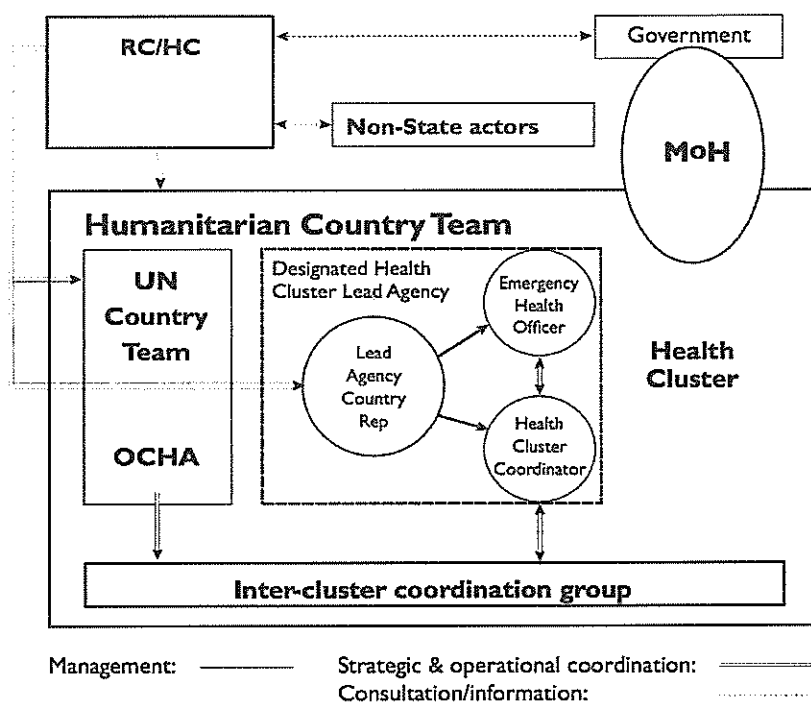 RC/HC
Government
Non-State actors
MoH
Humanitarian Country Team
UN
Country
Team
OCHA
Designated Health
Cluster Lead Agency
Lead
Agency
Country
Rep
Emergency
Health
Officer
Health
Cluster
Coordinator
Health
Cluster
Inter-cluster coordination group
Management:
Strategic & operational coordination:
Consultation/information: